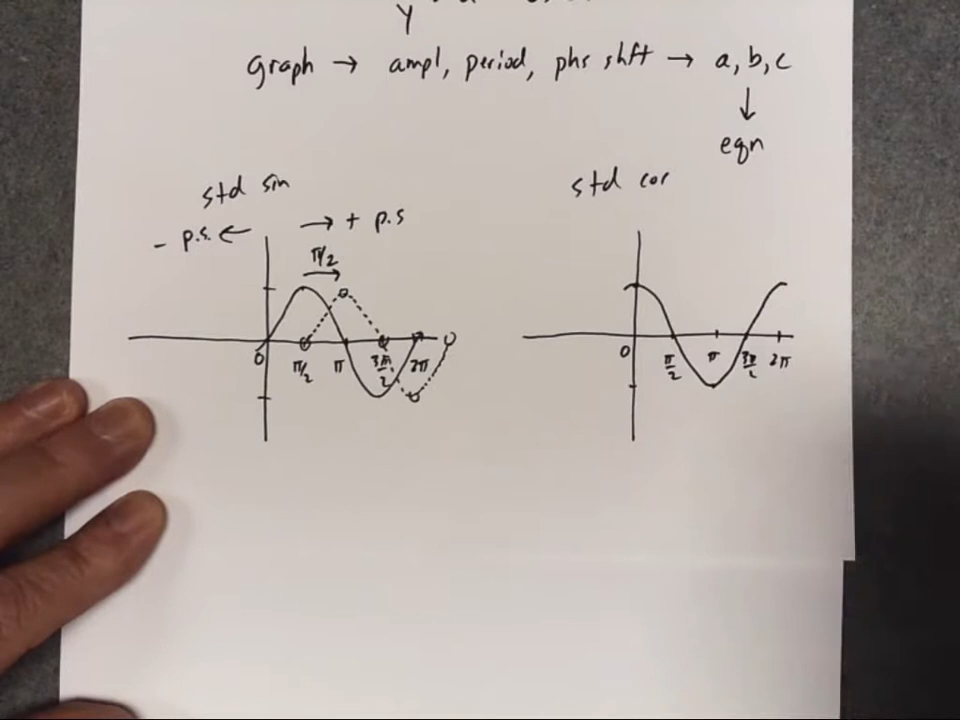 y
graph → ampl, period, phs shft → a, b, c
↓
eqn
std sin
std cos
- p.s. ←
→ + p.s
π/2
→
0
π/2
π
3π/2
2π
0
π/2
π
3π/2
2π